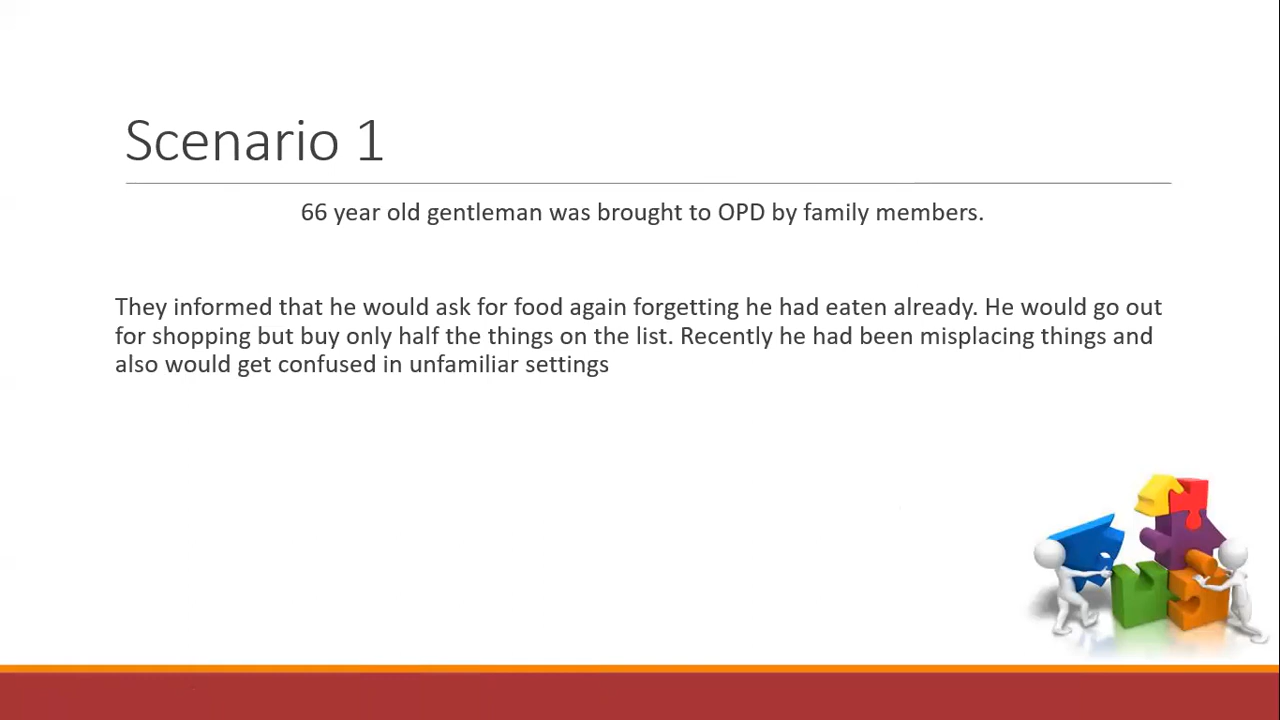 Scenario 1
66 year old gentleman was brought to OPD by family members.
They informed that he would ask for food again forgetting he had eaten already. He would go out
for shopping but buy only half the things on the list. Recently he had been misplacing things and
also would get confused in unfamiliar settings